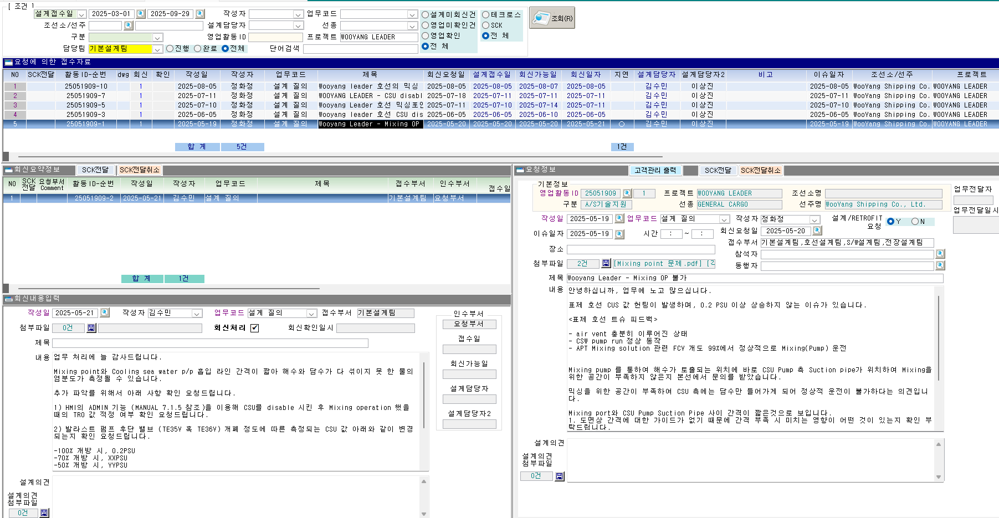 [ 조건 ]
설계접수일 2025-03-01 2025-09-29 작성자 업무코드 설계미회신건 테크로스
조선소/선주 설계담당자 선종 영업미확인건 SCK
구분 영업활동ID 프로젝트 WOOYANG LEADER 영업확인 전 체
담당팀 기본설계팀 진행 완료 전체 단어검색 전 체
조회(R)
요청에 의한 접수자료
NO SCK전달 활동ID-순번 dwg 회신 확인 작성일 작성자 업무코드 제목 회신요청일 설계접수일 회신가능일 회신일자 지연 설계담당자 설계담당자2 비고 이슈일자 조선소/선주 프로젝트
1 25051909-10 1 2025-08-05 정화정 설계 질의 Wooyang leader 호선의 믹싱 2025-08-05 2025-08-05 2025-08-07 2025-08-05 김수민 이상진 2025-08-05 WooYang Shipping Co. WOOYANG LEADER
2 25051909-7 1 2025-07-11 정화정 설계 질의 WOOYANG LEADER - CSU disabl 2025-07-18 2025-07-11 2025-07-11 2025-07-11 김수민 이상진 2025-07-11 WooYang Shipping Co. WOOYANG LEADER
3 25051909-5 1 2025-07-10 정화정 설계 질의 Wooyang leader 호선 믹싱포인 2025-07-11 2025-07-10 2025-07-14 2025-07-11 김수민 이상진 2025-07-10 WooYang Shipping Co. WOOYANG LEADER
4 25051909-3 1 2025-06-05 정화정 설계 질의 Wooyang leader 호선 CSU dis 2025-06-05 2025-06-05 2025-06-10 2025-06-05 김수민 이상진 2025-06-05 WooYang Shipping Co. WOOYANG LEADER
5 25051909-1 1 2025-05-19 정화정 설계 질의 Wooyang Leader - Mixing OP 2025-05-20 2025-05-20 2025-05-20 2025-05-21 ○ 김수민 이상진 2025-05-19 WooYang Shipping Co. WOOYANG LEADER
합 계 5건 1건
회신요약정보 SCK전달 SCK전달취소
NO SCK전달 요청부서 Comment 활동ID-순번 작성일 작성자 업무코드 제목 접수부서 인수부서 접수일
1 25051909-2 2025-05-21 김수민 설계 질의 기본설계팀 요청부서
합 계 1건
회신내용입력
작성일 2025-05-21 작성자 김수민 업무코드 설계 질의 접수부서 기본설계팀
첨부파일 0건 회신처리 회신확인일시
제목
내용 업무 처리에 늘 감사드립니다.
Mixing point와 Cooling sea water p/p 흡입 라인 간격이 짧아 해수와 담수가 다 섞이지 못 한 물의
염분도가 측정될 수 있습니다.
추가 파악을 위해서 아래 사항 확인 요청드립니다.
1) HMI의 ADMIN 기능 (MANUAL 7.1.5 참조)을 이용해 CSU를 disable 시킨 후 Mixing operation 했을
때의 TRO 값 적정 여부 확인 요청드립니다.
2) 발라스트 펌프 후단 밸브 (TE35V 혹 TE36V) 개폐 정도에 따른 측정되는 CSU 값 아래와 같이 변경
되는지 확인 요청드립니다.
-100% 개방 시, 0.2PSU
-70% 개방 시, XXPSU
-50% 개방 시, YYPSU
설계의견
설계의견
첨부파일
0건
인수부서
요청부서
접수일
회신가능일
설계담당자
설계담당자2
요청정보 고객관리 출력 SCK전달 SCK전달취소
기본정보
영업활동ID 25051909 1 프로젝트 WOOYANG LEADER 조선소명
구분 A/S기술지원 선종 GENERAL CARGO 선주명 WooYang Shipping Co., Ltd.
업무전달자
업무전달일시
작성일 2025-05-19 업무코드 설계 질의 작성자 정화정 설계/RETROFIT 요청 Y N
이슈일자 2025-05-19 시간 : ~ : 회신요청일 2025-05-20
접수부서 기본설계팀,호선설계팀,S/W설계팀,전장설계팀
장소 참석자
첨부파일 2건 [Mixing point 문제.pdf] [ 동행자
제목 Wooyang Leader - Mixing OP 불가
내용 안녕하십니까, 업무에 노고 많으십니다.
표제 호선 CUS 값 헌팅이 발생하며, 0.2 PSU 이상 상승하지 않는 이슈가 있습니다.
<표제 호선 트슈 피드백>
- air vent 충분히 이루어진 상태
- CSW pump run 정상 동작
- APT Mixing solution 관련 FCV 개도 99%에서 정상적으로 Mixing(Pump) 운전
Mixing pump 를 통하여 해수가 토출되는 위치에 바로 CSU Pump 측 Suction pipe가 위치하여 Mixing을
위한 공간이 부족하지 않은지 본선에서 문의를 받았습니다.
믹싱을 위한 공간이 부족하여 CSU 측에는 담수만 들어가게 되어 정상적 운전이 불가하다는 의견입니
다.
Mixing port와 CSU Pump Suction Pipe 사이 간격이 짧은것으로 보입니다.
1. 도면상 간격에 대한 가이드가 없기 때문에 간격 부족 시 미치는 영향이 어떤 것이 있는지 확인 부
탁드립니다.
설계의견
설계의견
첨부파일
0건